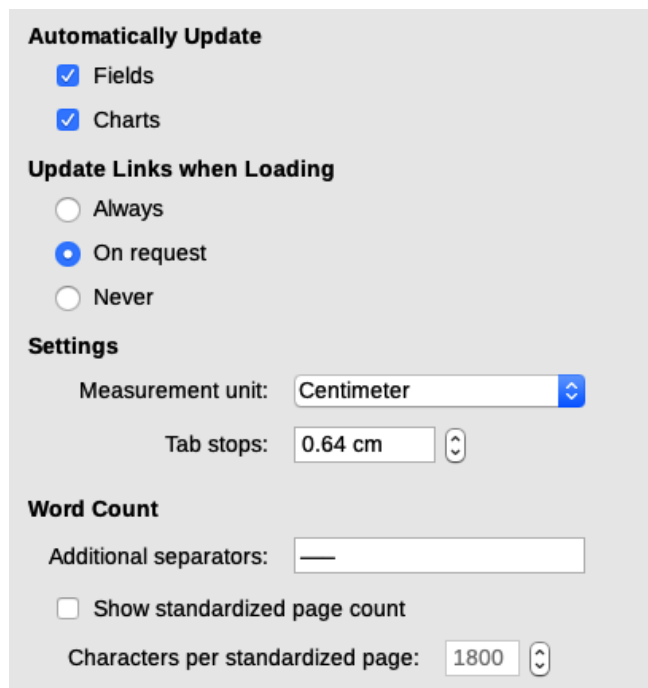 Automatically Update
Fields
Charts
Update Links when Loading
Always
On request
Never
Settings
Measurement unit: Centimeter
Tab stops: 0.64 cm
Word Count
Additional separators: —–
Show standardized page count
Characters per standardized page: 1800